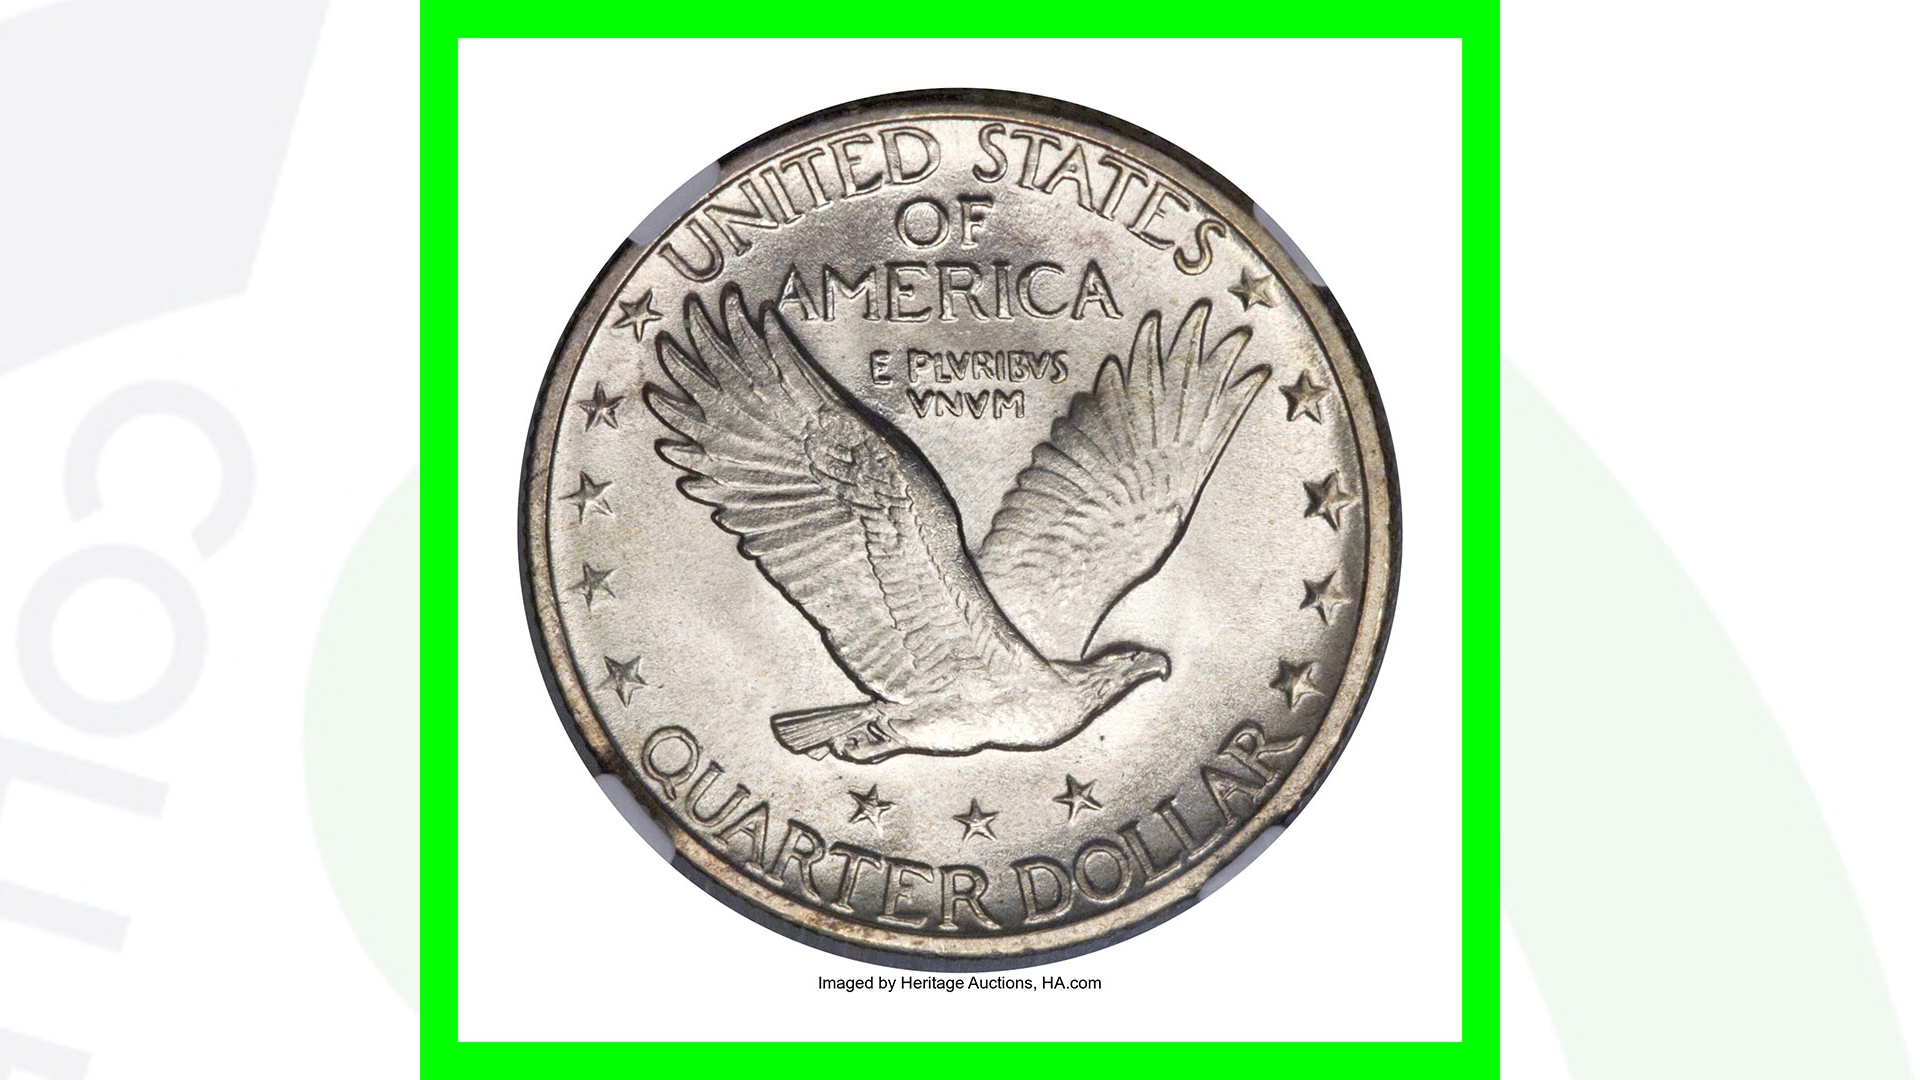 UNITED STATES
OF
AMERICA
E PLVRIBVS
VNVM
QUARTER DOLLAR
Imaged by Heritage Auctions, HA.com